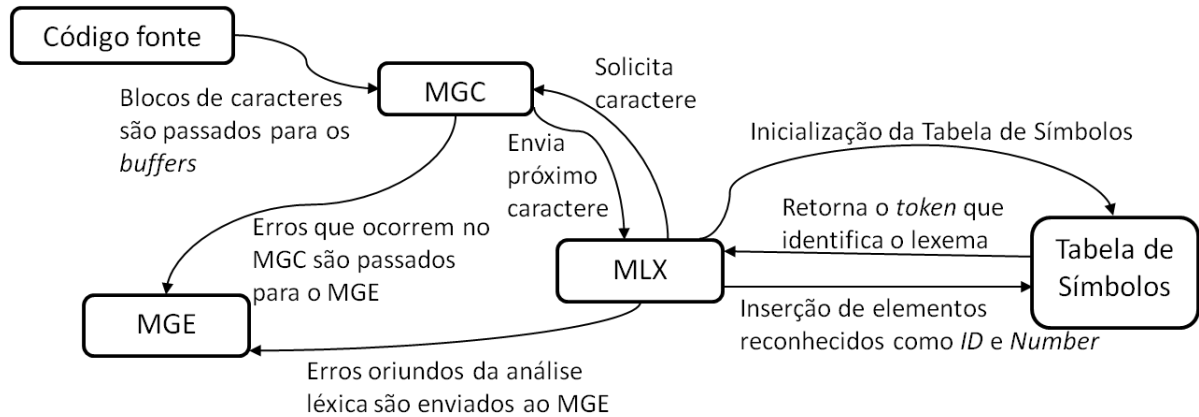 Código fonte
MGC
Solicita
caractere
Blocos de caracteres
são passados para os
buffers
Envia
próximo
caractere
Inicialização da Tabela de Símbolos
Retorna o token que
identifica o lexema
Erros que ocorrem no
MGC são passados
para o MGE
MLX
Tabela de
Símbolos
MGE
Inserção de elementos
reconhecidos como ID e Number
Erros oriundos da análise
léxica são enviados ao MGE